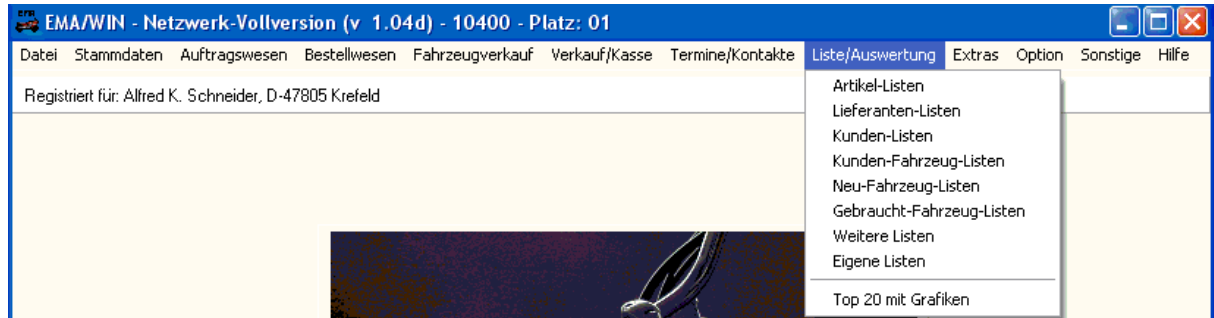 EMA/WIN - Netzwerk-Vollversion (v 1.04d) - 10400 - Platz: 01
Datei Stammdaten Auftragswesen Bestellwesen Fahrzeugverkauf Verkauf/Kasse Termine/Kontakte Liste/Auswertung Extras Option Sonstige Hilfe
Registriert für: Alfred K. Schneider, D-47805 Krefeld
Artikel-Listen
Lieferanten-Listen
Kunden-Listen
Kunden-Fahrzeug-Listen
Neu-Fahrzeug-Listen
Gebraucht-Fahrzeug-Listen
Weitere Listen
Eigene Listen
Top 20 mit Grafiken